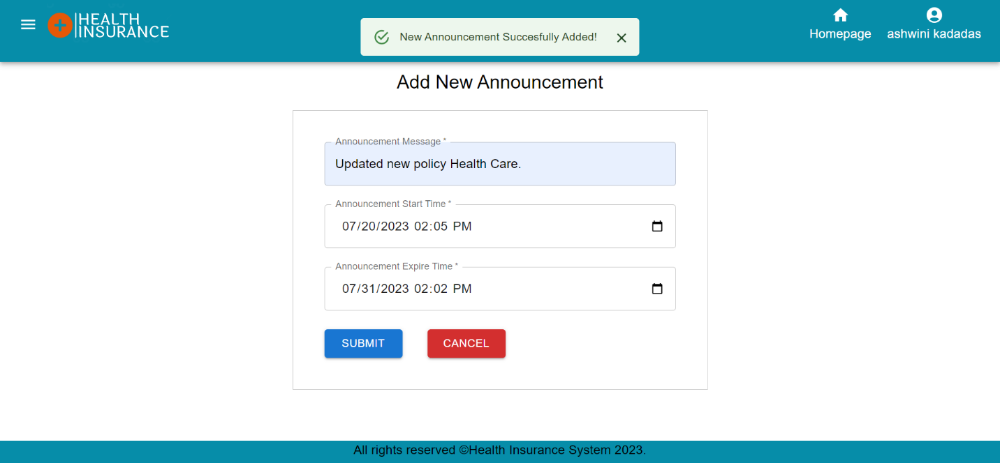 HEALTH
INSURANCE
New Announcement Succesfully Added!
Homepage
ashwini kadadas
Add New Announcement
Announcement Message *
Updated new policy Health Care.
Announcement Start Time *
07/20/2023 02:05 PM
Announcement Expire Time *
07/31/2023 02:02 PM
SUBMIT
CANCEL
All rights reserved ©Health Insurance System 2023.